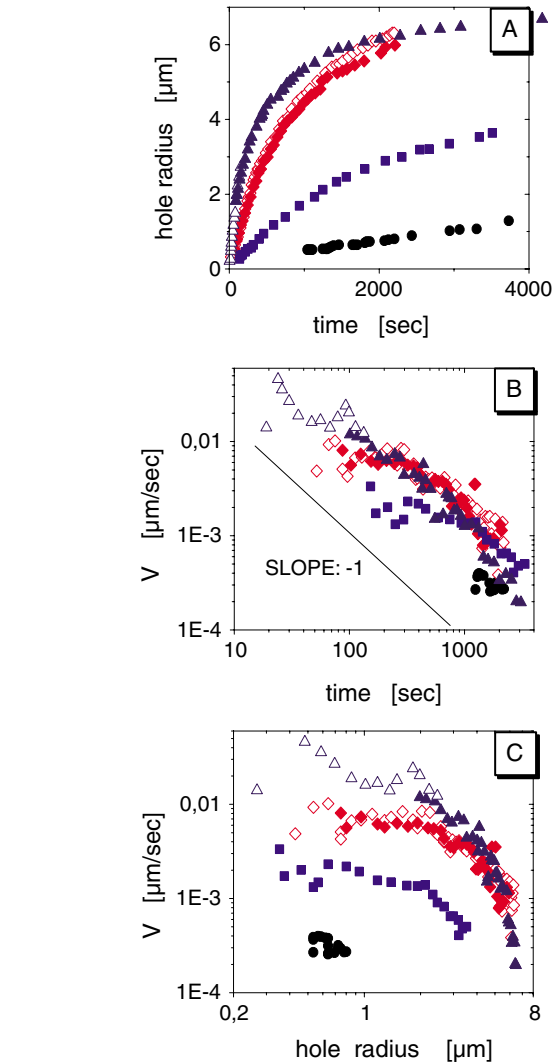 A
6
4
2
0
hole radius [µm]
0
2000
4000
time [sec]
B
0,01
1E-3
1E-4
V [µm/sec]
SLOPE: -1
10
100
1000
time [sec]
C
0,01
1E-3
1E-4
V [µm/sec]
0,2
1
8
hole radius [µm]